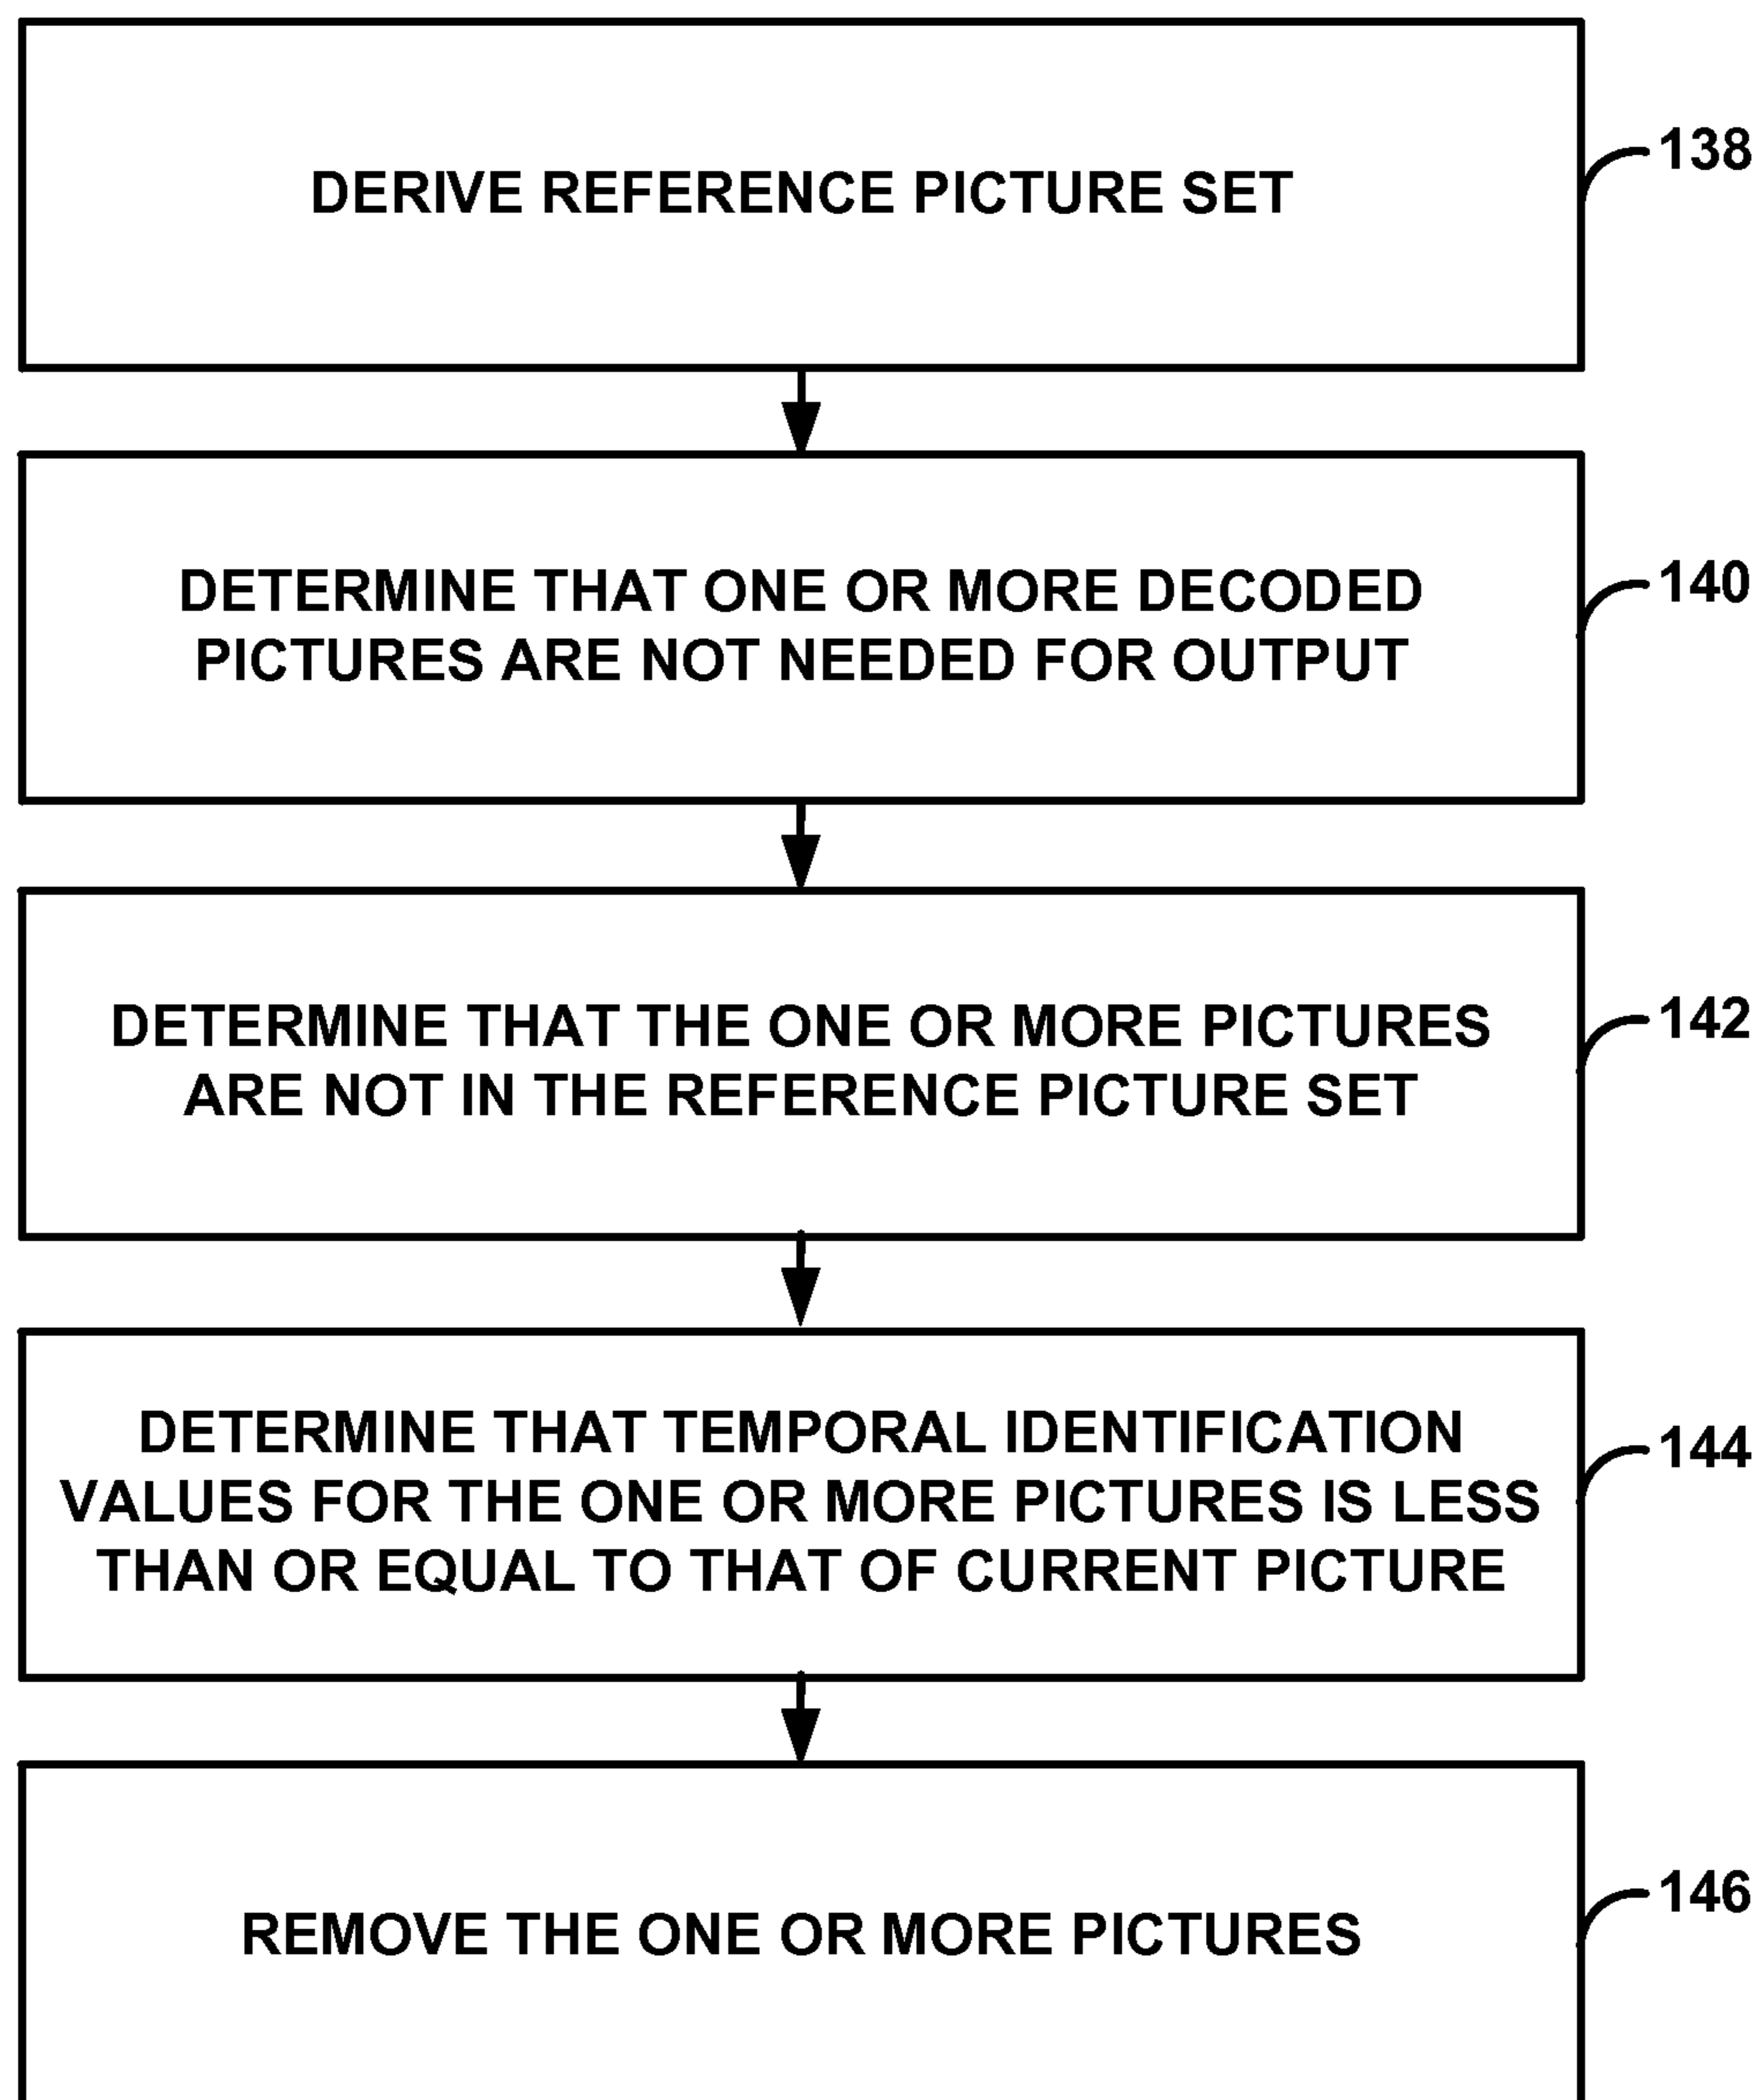 DERIVE REFERENCE PICTURE SET
138
DETERMINE THAT ONE OR MORE DECODED
PICTURES ARE NOT NEEDED FOR OUTPUT
140
DETERMINE THAT THE ONE OR MORE PICTURES
ARE NOT IN THE REFERENCE PICTURE SET
142
DETERMINE THAT TEMPORAL IDENTIFICATION
VALUES FOR THE ONE OR MORE PICTURES IS LESS
THAN OR EQUAL TO THAT OF CURRENT PICTURE
144
REMOVE THE ONE OR MORE PICTURES
146